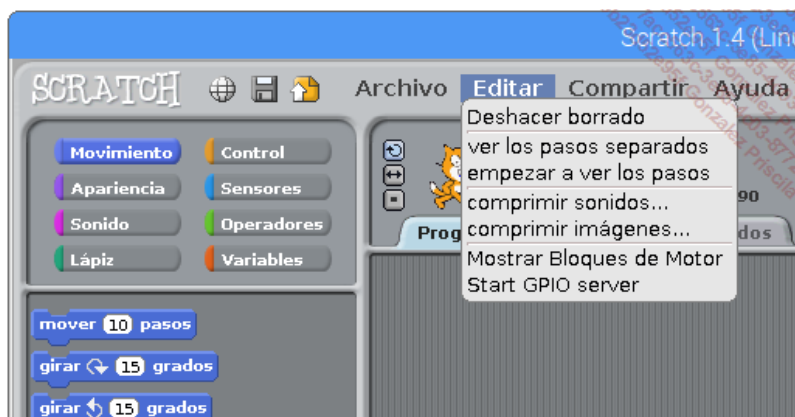 Scratch 1.4 (Lin
SCRATCH Archivo Editar Compartir Ayuda
Deshacer borrado
ver los pasos separados
empezar a ver los pasos
comprimir sonidos...
comprimir imágenes...
Mostrar Bloques de Motor
Start GPIO server
Movimiento Control
Apariencia Sensores
Sonido Operadores
Lápiz Variables
90
Prog dos
mover 10 pasos
girar 15 grados
girar 15 grados